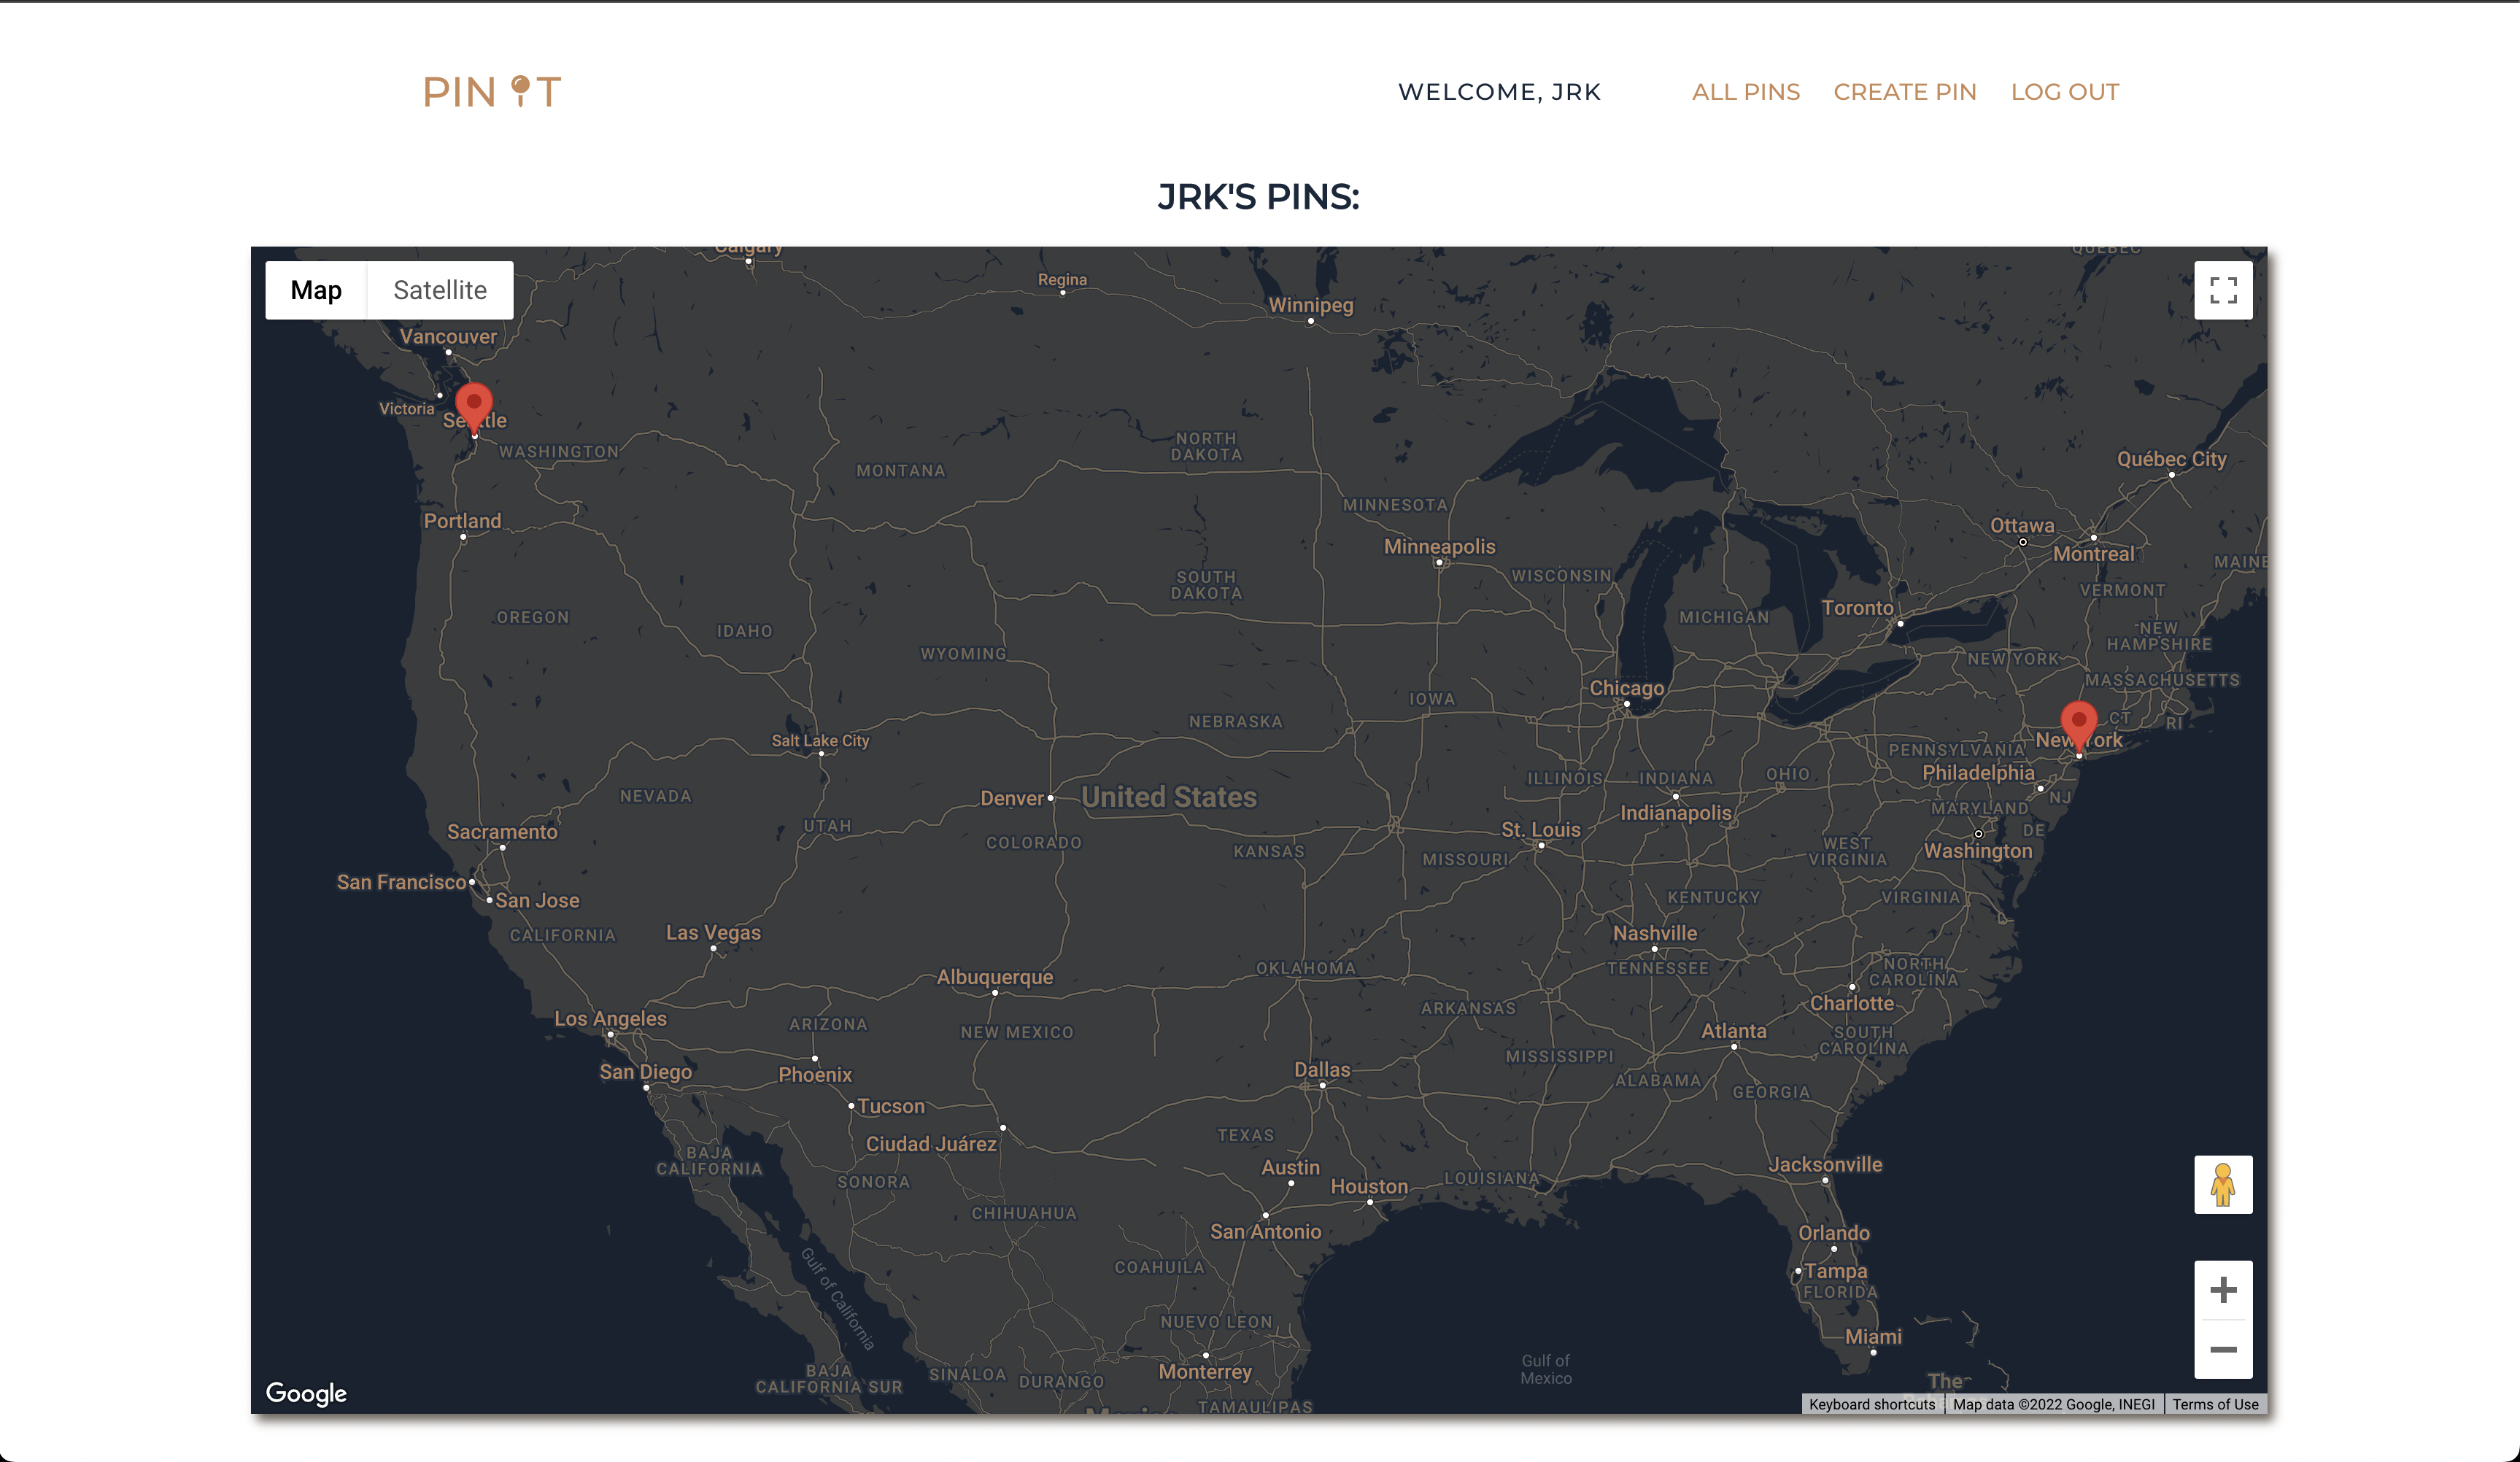 PIN IT
WELCOME, JRK
ALL PINS
CREATE PIN
LOG OUT
JRK'S PINS:
Map
Satellite
Calgary
QUEBEC
Regina
Winnipeg
Vancouver
Victoria
Seattle
WASHINGTON
MONTANA
NORTH
DAKOTA
Québec City
MINNESOTA
Portland
Ottawa
Minneapolis
Montreal
MAINE
WISCONSIN
SOUTH
DAKOTA
VERMONT
Toronto
OREGON
MICHIGAN
IDAHO
NEW
HAMPSHIRE
WYOMING
NEW YORK
MASSACHUSETTS
Chicago
IOWA
NEBRASKA
CT
RI
Salt Lake City
New York
PENNSYLVANIA
Philadelphia
ILLINOIS
INDIANA
OHIO
NEVADA
Denver
United States
NJ
MARYLAND
Indianapolis
UTAH
St. Louis
DE
Sacramento
COLORADO
KANSAS
MISSOURI
WEST
VIRGINIA
Washington
San Francisco
San Jose
KENTUCKY
VIRGINIA
CALIFORNIA
Las Vegas
Nashville
OKLAHOMA
TENNESSEE
NORTH
CAROLINA
Albuquerque
Charlotte
ARKANSAS
Los Angeles
ARIZONA
NEW MEXICO
Atlanta
SOUTH
CAROLINA
MISSISSIPPI
San Diego
Phoenix
Dallas
ALABAMA
GEORGIA
Tucson
Ciudad Juárez
TEXAS
BAJA
CALIFORNIA
Austin
Jacksonville
SONORA
Houston
LOUISIANA
CHIHUAHUA
San Antonio
Orlando
COAHUILA
Tampa
FLORIDA
Gulf of California
NUEVO LEON
Miami
Gulf of
Mexico
Monterrey
BAJA
CALIFORNIA SUR
SINALOA
DURANGO
The
TAMAULIPAS
Google
Keyboard shortcuts
Map data ©2022 Google, INEGI
Terms of Use